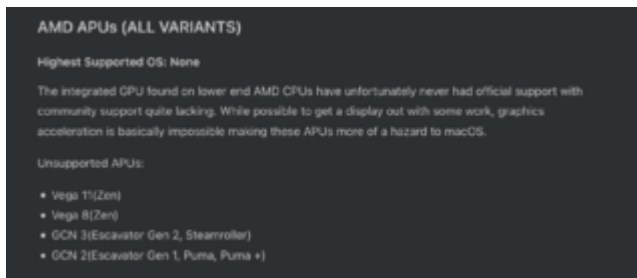 AMD APUs (ALL VARIANTS)
Highest Supported OS: None
The integrated GPU found on lower end AMD CPUs have unfortunately never had official support with
community support quite lacking. While possible to get a display out with some work, graphics
acceleration is basically impossible making these APUs more of a hazard to macOS.
Unsupported APUs:
• Vega 11(Zen)
• Vega 8(Zen)
• GCN 3(Escavator Gen 2, Steamroller)
• GCN 2(Escavator Gen 1, Puma, Puma +)